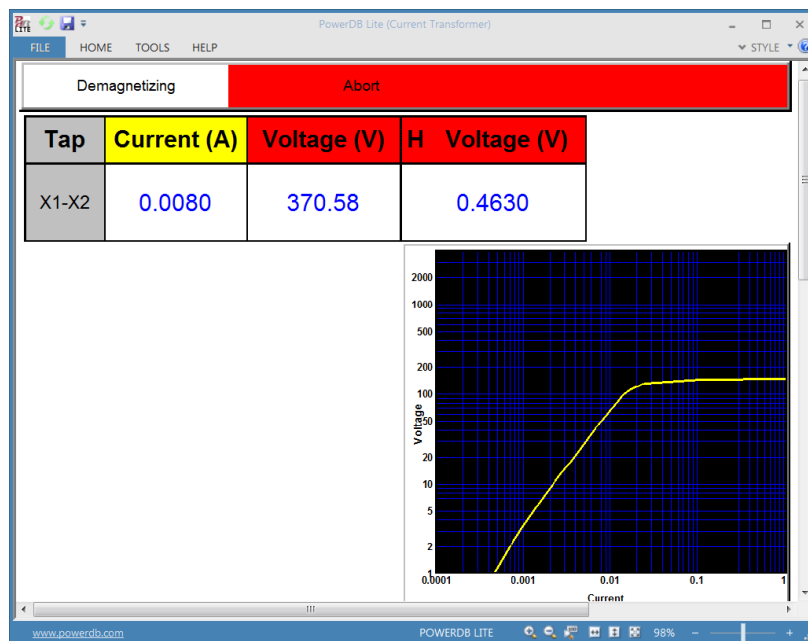 LITE
PowerDB Lite (Current Transformer)
FILE HOME TOOLS HELP
STYLE
Demagnetizing Abort
Tap Current (A) Voltage (V) H Voltage (V)
X1-X2 0.0080 370.58 0.4630
2000
1000
500
200
100
50
20
10
5
2
1
Voltage
0.0001 0.001 0.01 0.1 1
Current
www.powerdb.com POWERDB LITE 98%